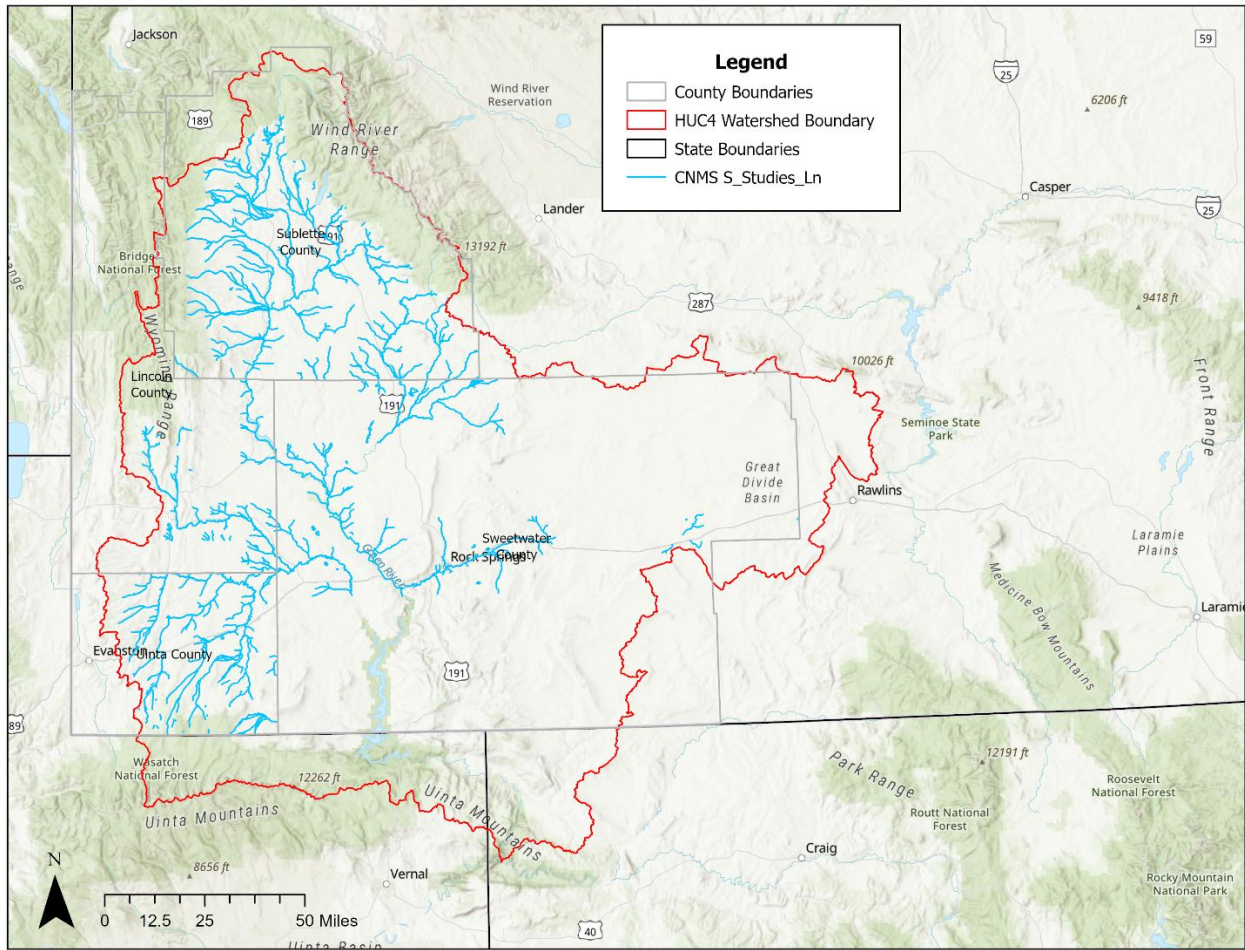 Jackson
59
Legend
County Boundaries
HUC4 Watershed Boundary
State Boundaries
CNMS S_Studies_Ln
25
Wind River
Reservation
6206 ft
189
Wind River
Range
Casper
25
Lander
Sublette
County
91
13192 ft
Bridge
National Forest
287
9418 ft
Wyoming Range
10026 ft
Lincoln
County
191
Front Range
Seminoe State
Park
Great
Divide
Basin
Rawlins
Sweetwater
County
Rock Springs
Green River
Laramie
Plains
Medicine Bow Mountains
Laramie
Evanston
Uinta County
191
89
Wasatch
National Forest
12262 ft
Uinta Mountains
Uinta Mountains
Park Range
12191 ft
Roosevelt
National Forest
Routt National
Forest
Craig
N
8656 ft
Vernal
Rocky Mountain
National Park
0 12.5 25 50 Miles
40
Uinta Basin